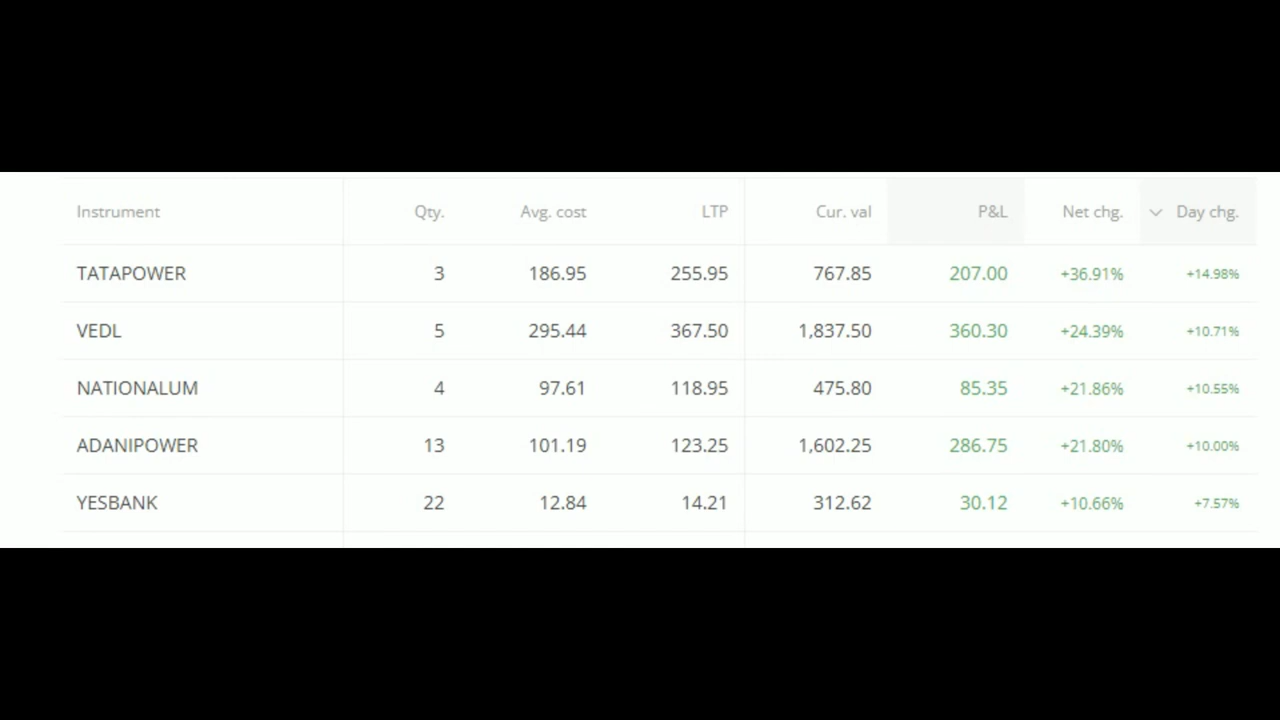 Instrument Qty. Avg. cost LTP Cur. val P&L Net chg. Day chg.
TATAPOWER 3 186.95 255.95 767.85 207.00 +36.91% +14.98%
VEDL 5 295.44 367.50 1,837.50 360.30 +24.39% +10.71%
NATIONALUM 4 97.61 118.95 475.80 85.35 +21.86% +10.55%
ADANIPOWER 13 101.19 123.25 1,602.25 286.75 +21.80% +10.00%
YESBANK 22 12.84 14.21 312.62 30.12 +10.66% +7.57%